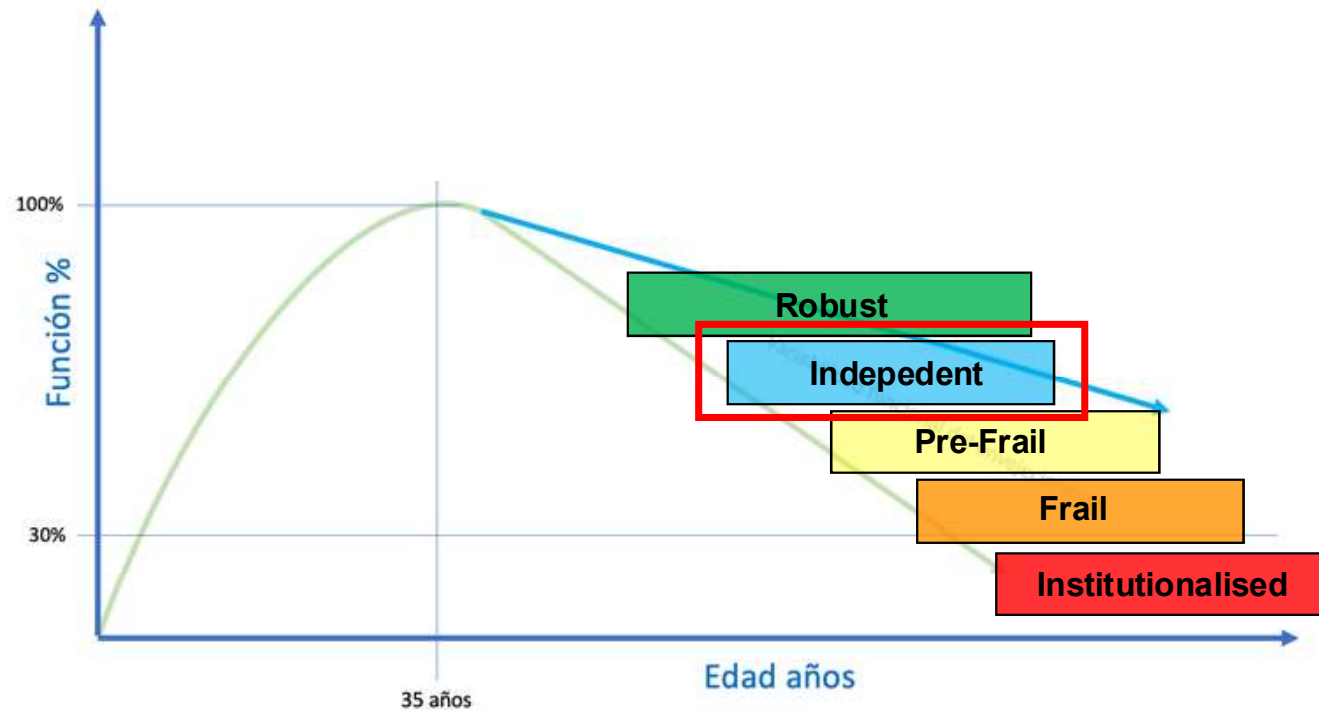 100%
Función %
Robust
Indepedent
Pre-Frail
30%
Frail
Institutionalised
Edad años
35 años